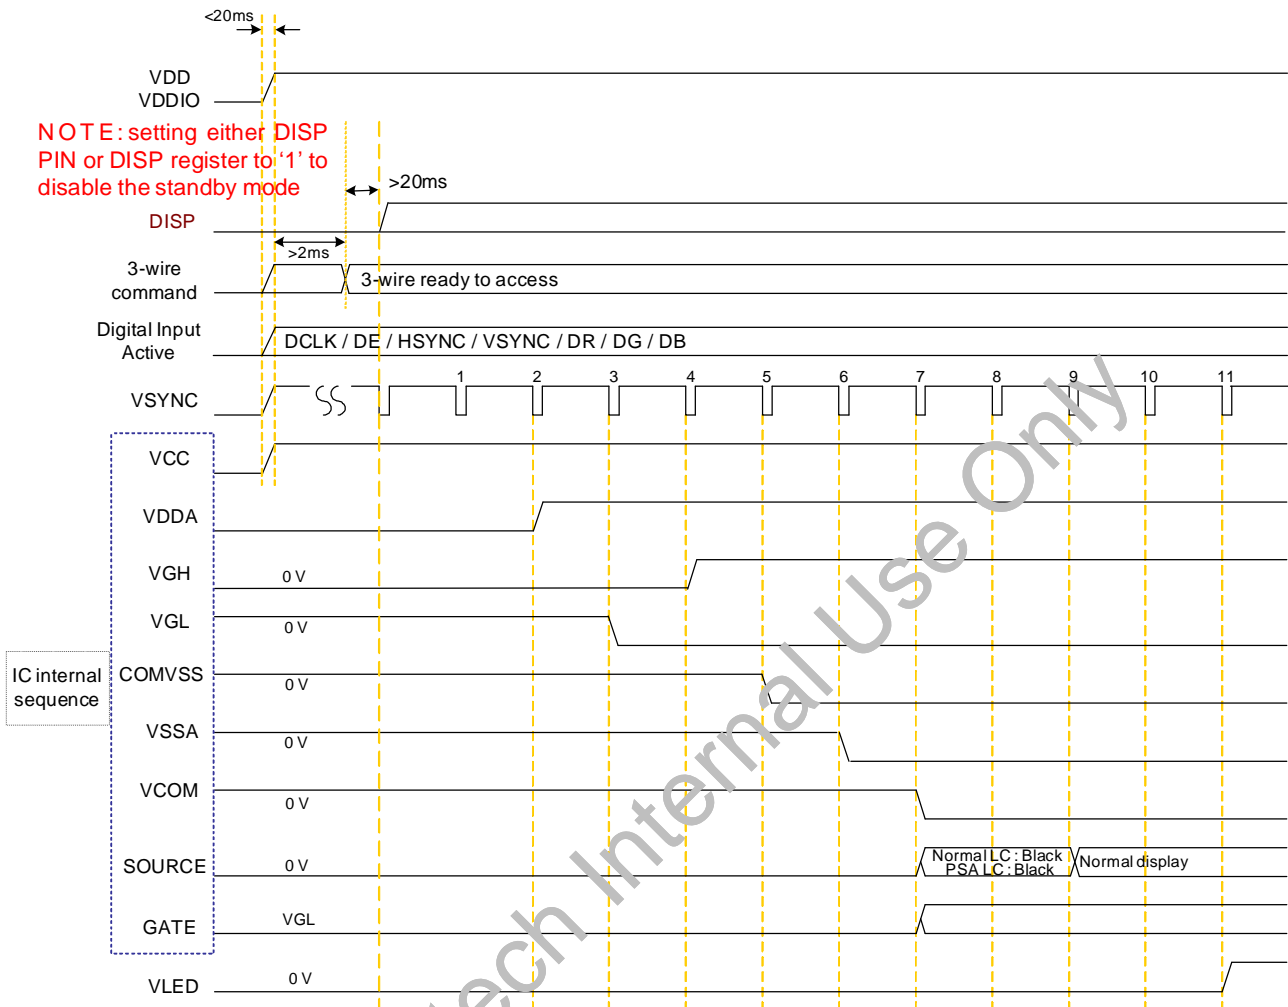 <20ms
VDD
VDDIO
NOTE: setting either DISP
PIN or DISP register to ‘1’ to
disable the standby mode
>20ms
DISP
>2ms
3-wire
command
3-wire ready to access
Digital Input
Active
DCLK / DE / HSYNC / VSYNC / DR / DG / DB
VSYNC
1 2 3 4 5 6 7 8 9 10 11
VCC
VDDA
VGH
0 V
VGL
0 V
IC internal
sequence
COMVSS
0 V
VSSA
0 V
VCOM
0 V
SOURCE
0 V
Normal LC : Black
PSA LC : Black
Normal display
GATE
VGL
VLED
0 V
tech Internal Use Only